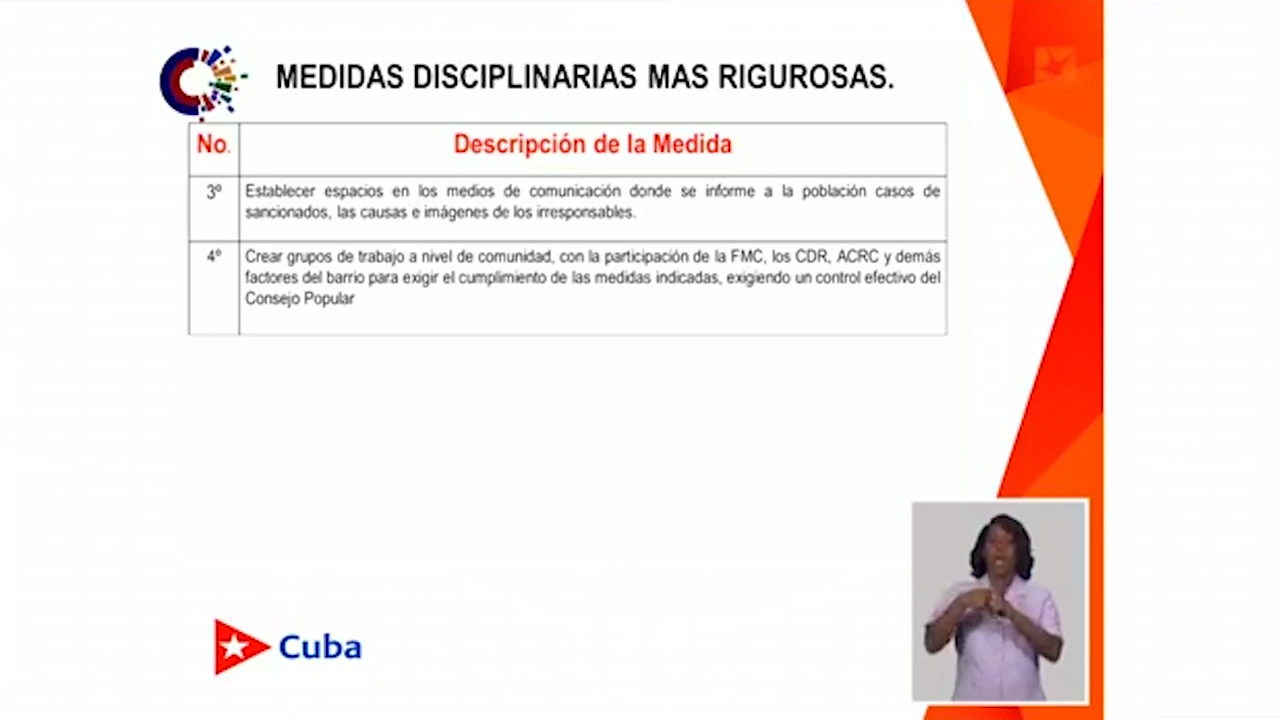 MEDIDAS DISCIPLINARIAS MAS RIGUROSAS.
No. Descripción de la Medida
3º Establecer espacios en los medios de comunicación donde se informe a la población casos de
sancionados, las causas e imágenes de los irresponsables.
4º Crear grupos de trabajo a nivel de comunidad, con la participación de la FMC, los CDR, ACRC y demás
factores del barrio para exigir el cumplimiento de las medidas indicadas, exigiendo un control efectivo del
Consejo Popular
Cuba